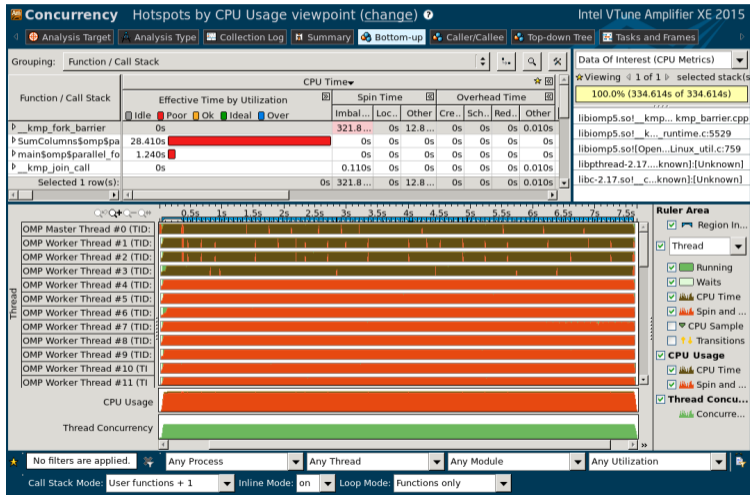 Concurrency Hotspots by CPU Usage viewpoint (change) ? Intel VTune Amplifier XE 2015
Analysis Target Analysis Type Collection Log Summary Bottom-up Caller/Callee Top-down Tree Tasks and Frames
Grouping: Function / Call Stack
Data Of Interest (CPU Metrics)
Viewing 1 of 1 selected stack(s
100.0% (334.614s of 334.614s)
libiomp5.so!__kmp... kmp_barrier.cpp
libiomp5.so!__k..._runtime.c:5529
libiomp5.so![Open...Linux_util.c:759
libpthread-2.17....known]:[Unknown]
libc-2.17.so!__c...known]:[Unknown]
Function / Call Stack
CPU Time
Effective Time by Utilization Spin Time Overhead Time
Idle Poor Ok Ideal Over
Imbal... Loc... Other Cre... Sch... Red... Other
__kmp_fork_barrier 0s 321.8... 0s 12.8... 0s 0s 0s 0.010s
SumColumns$omp$pa 28.410s 0s 0s 0s 0s 0s 0s 0s
main$omp$parallel_fo 1.240s 0s 0s 0s 0s 0s 0s 0s
__kmp_join_call 0s 0.110s 0s 0s 0s 0s 0s 0.010s
Selected 1 row(s): 0s 321.8... 0s 12.8... 0s 0s 0s 0.010s
0.5s 1s 1.5s 2s 2.5s 3s 3.5s 4s 4.5s 5s 5.5s 6s 6.5s 7s 7.5s
Thread
OMP Master Thread #0 (TID:
OMP Worker Thread #1 (TID:
OMP Worker Thread #2 (TID:
OMP Worker Thread #3 (TID:
OMP Worker Thread #4 (TID:
OMP Worker Thread #5 (TID:
OMP Worker Thread #6 (TID:
OMP Worker Thread #7 (TID:
OMP Worker Thread #8 (TID:
OMP Worker Thread #9 (TID:
OMP Worker Thread #10 (TI
OMP Worker Thread #11 (TI
CPU Usage
Thread Concurrency
Ruler Area
Region In...
Thread
Running
Waits
CPU Time
Spin and ...
CPU Sample
Transitions
CPU Usage
CPU Time
Spin and ...
Thread Concu...
Concurre...
No filters are applied. Any Process Any Thread Any Module Any Utilization
Call Stack Mode: User functions + 1 Inline Mode: on Loop Mode: Functions only